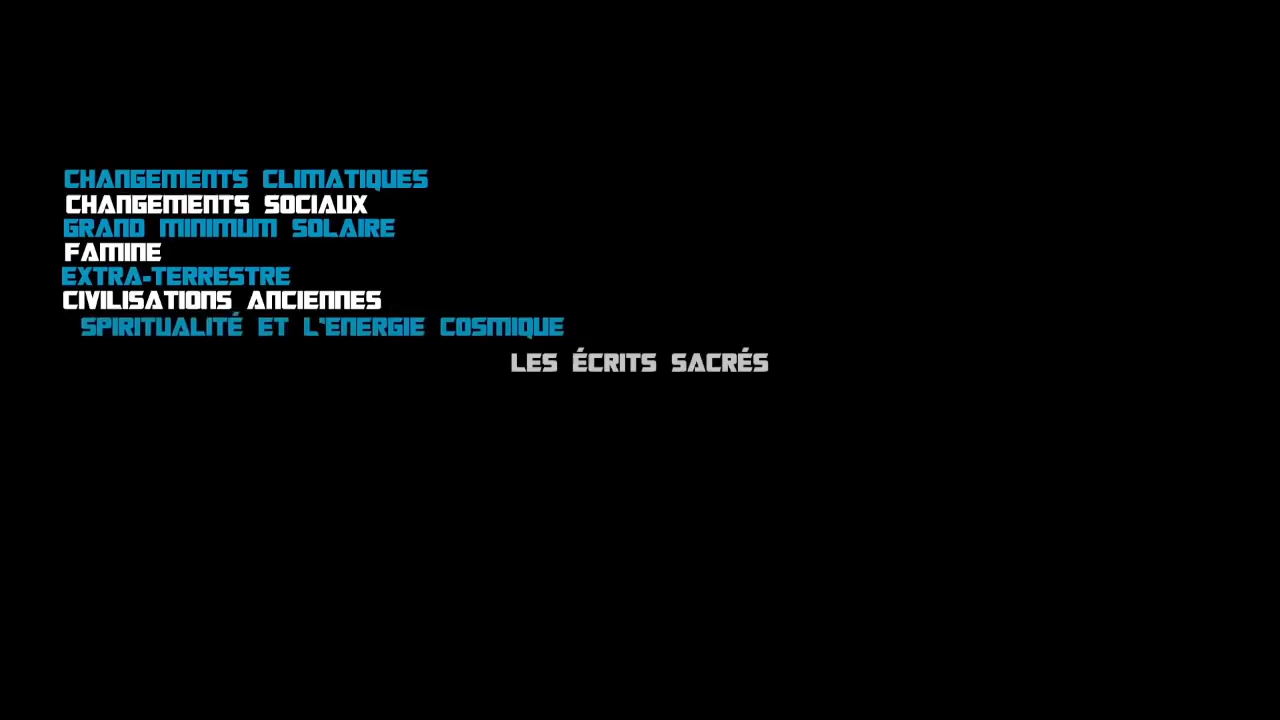 CHANGEMENTS CLIMATIQUES
CHANGEMENTS SOCIAUX
GRAND MINIMUM SOLAIRE
FAMINE
EXTRA-TERRESTRE
CIVILISATIONS ANCIENNES
SPIRITUALITÉ ET L'ENERGIE COSMIQUE
LES ÉCRITS SACRÉS